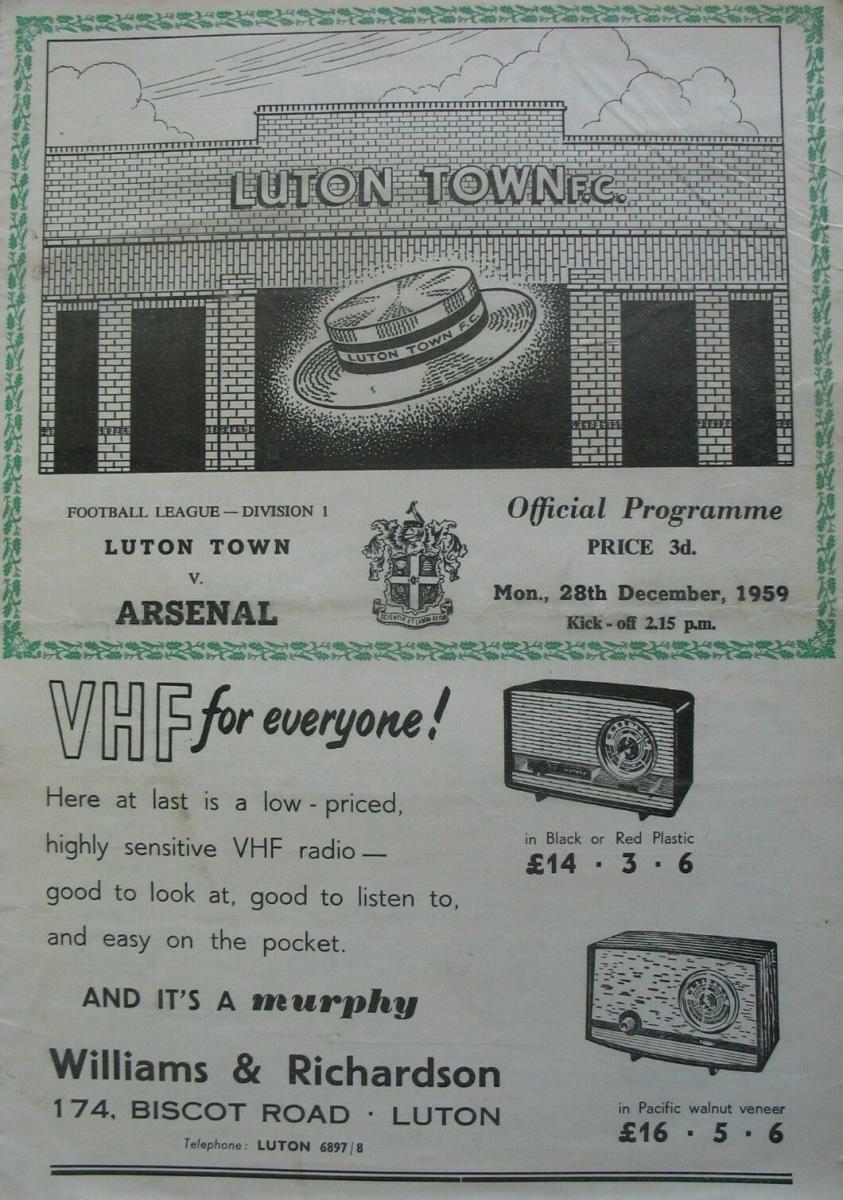 LUTON TOWN F.C.
LUTON TOWN F.C.
FOOTBALL LEAGUE — DIVISION 1
LUTON TOWN
V.
ARSENAL
SCIENTIÆ ET LABORI DETUR
Official Programme
PRICE 3d.
Mon., 28th December, 1959
Kick - off 2.15 p.m.
VHF for everyone!
Here at last is a low - priced,
highly sensitive VHF radio —
good to look at, good to listen to,
and easy on the pocket.
AND IT'S A murphy
Williams & Richardson
174, BISCOT ROAD · LUTON
Telephone: LUTON 6897/8
in Black or Red Plastic
£14 · 3 · 6
in Pacific walnut veneer
£16 · 5 · 6